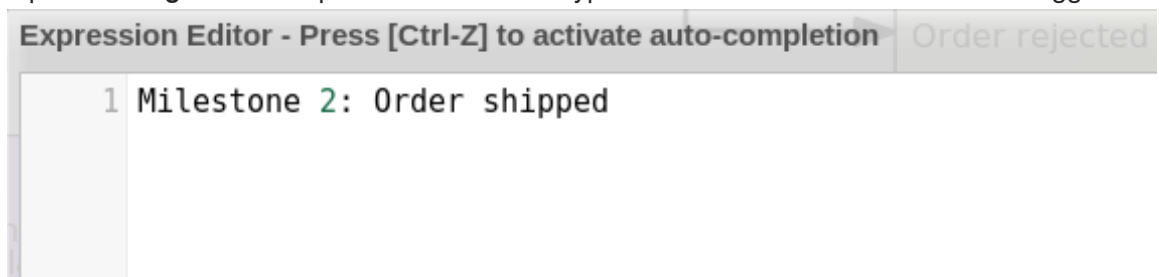 Expression Editor - Press [Ctrl-Z] to activate auto-completion Order rejected
1 Milestone 2: Order shipped